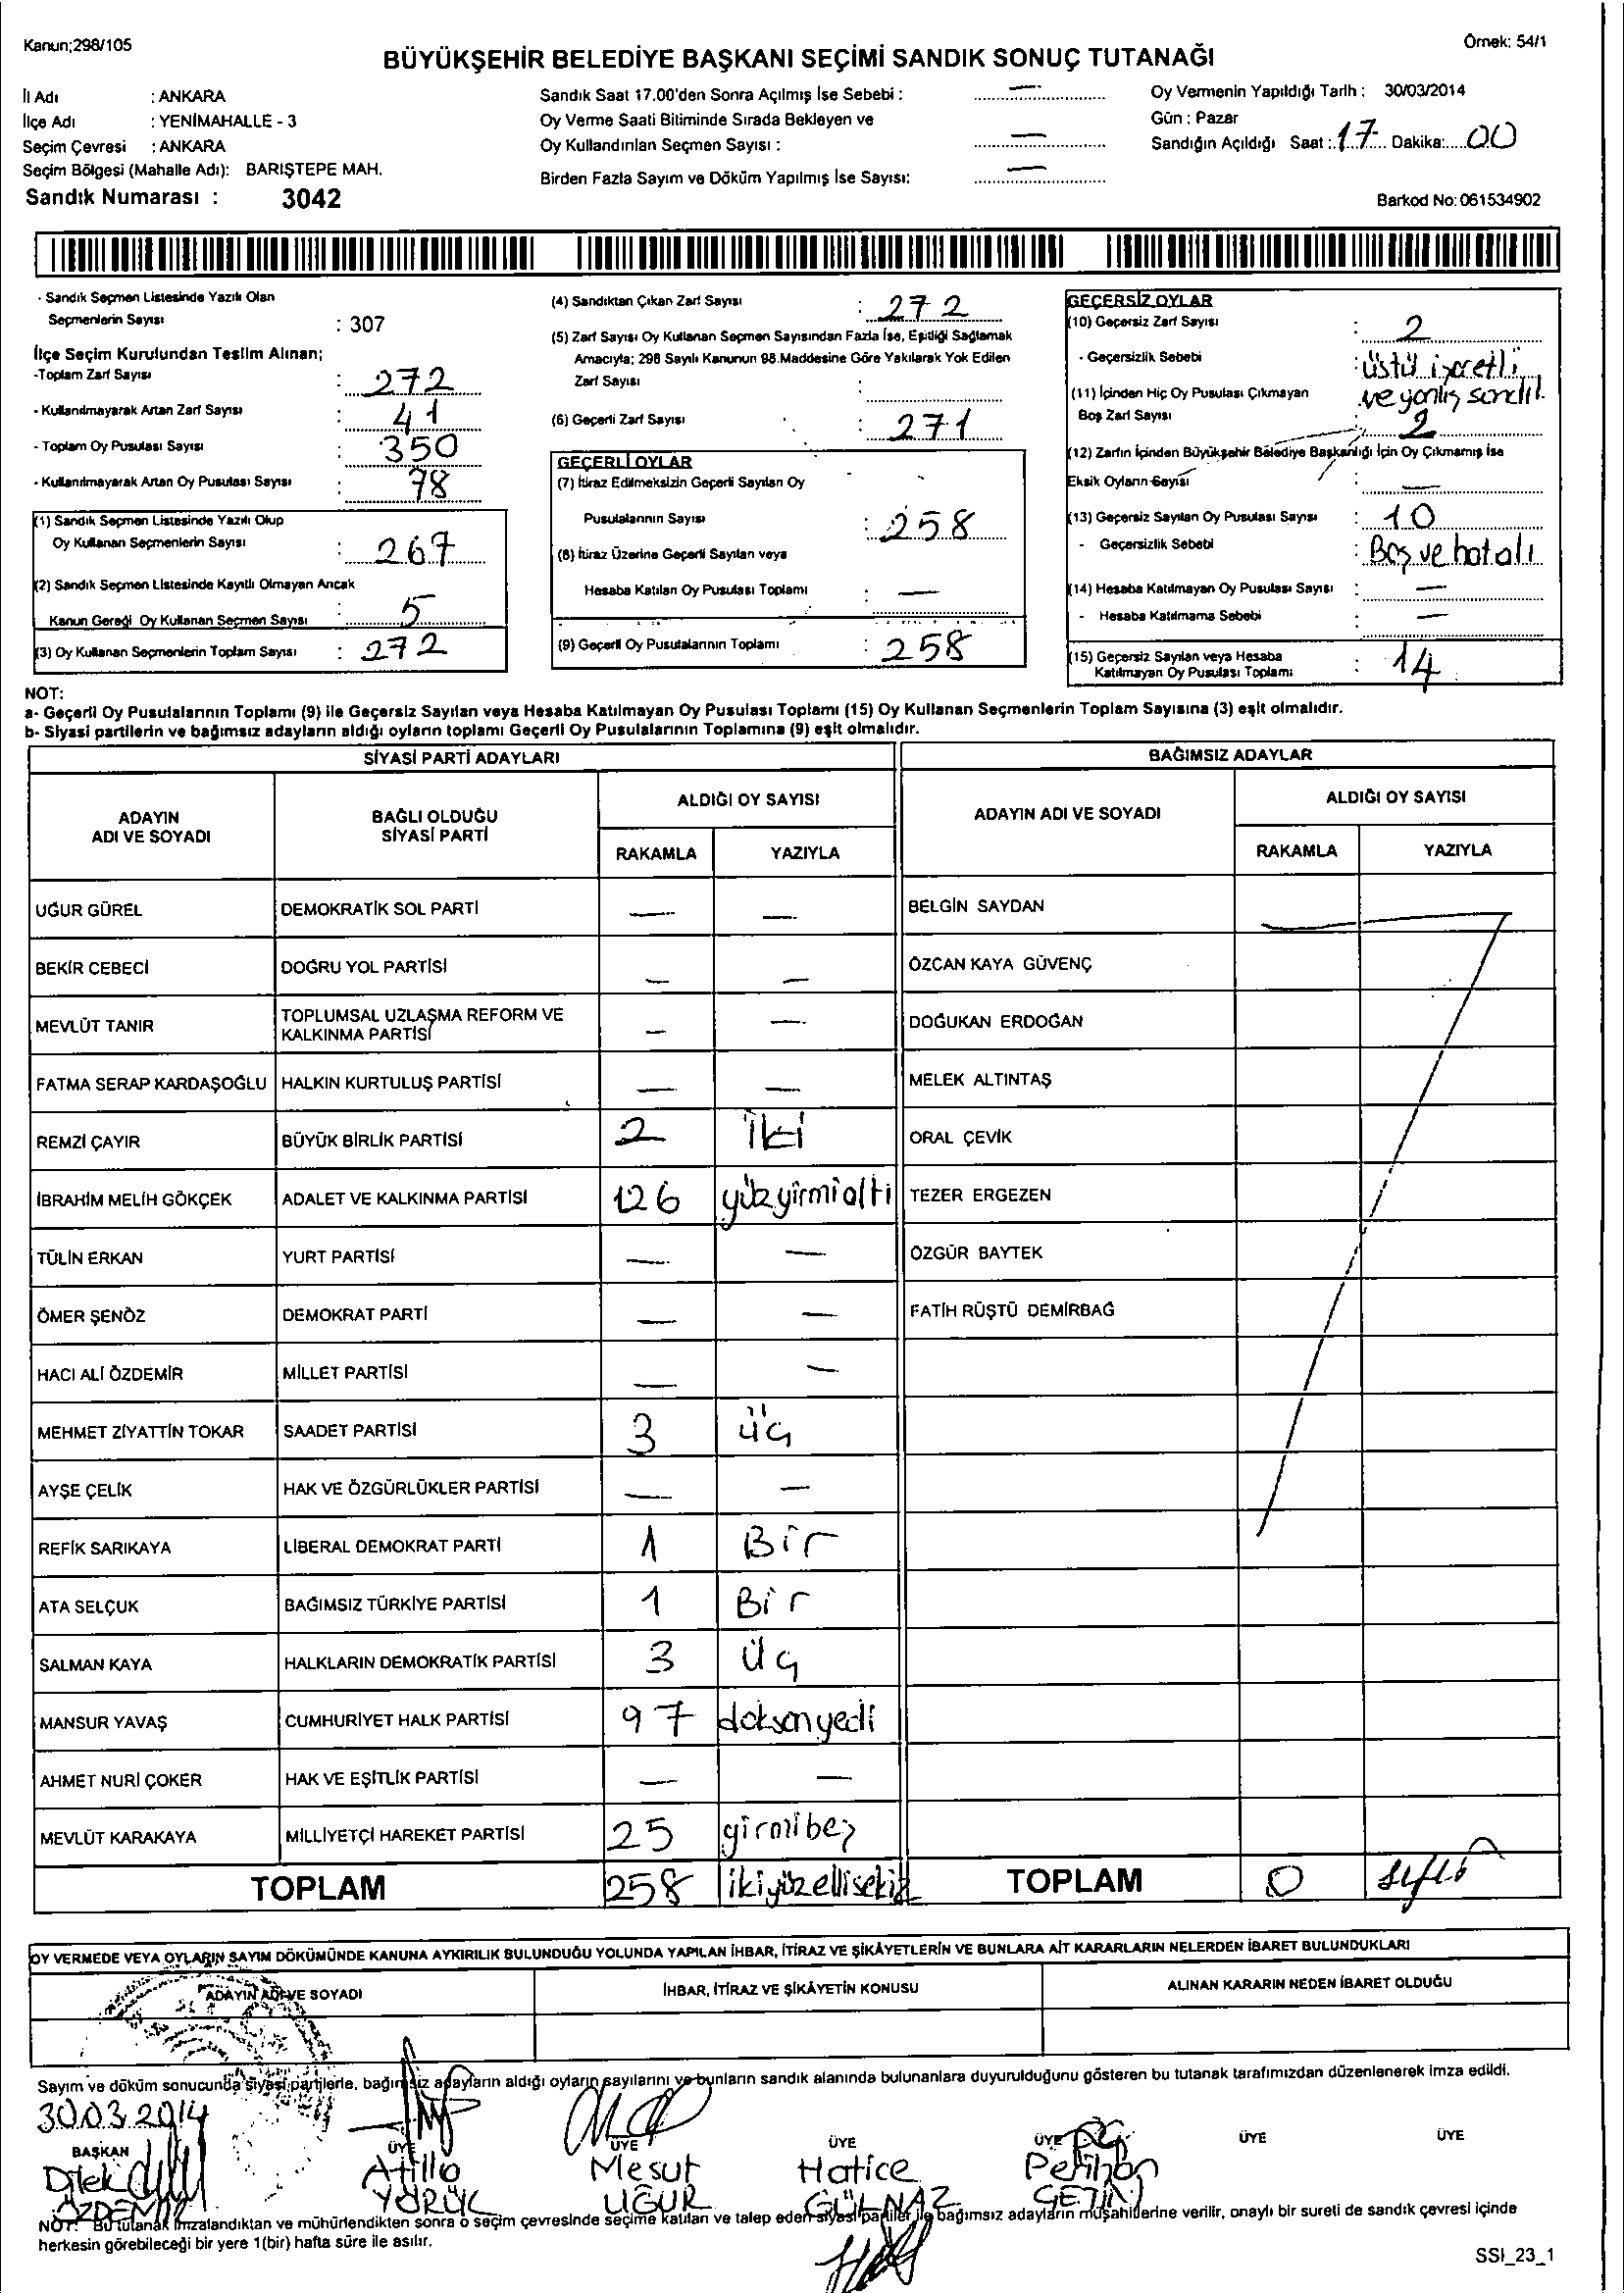 Kanun;298/105
Örnek: 54/1
BÜYÜKŞEHİR BELEDİYE BAŞKANI SEÇİMİ SANDIK SONUÇ TUTANAĞI
İl Adı : ANKARA
İlçe Adı : YENİMAHALLE - 3
Seçim Çevresi : ANKARA
Seçim Bölgesi (Mahalle Adı): BARIŞTEPE MAH.
Sandık Numarası : 3042
Sandık Saat 17.00'den Sonra Açılmış İse Sebebi : —
Oy Verme Saati Bitiminde Sırada Bekleyen ve
Oy Kullandırılan Seçmen Sayısı : —
Birden Fazla Sayım ve Döküm Yapılmış İse Sayısı: —
Oy Vermenin Yapıldığı Tarih : 30/03/2014
Gün : Pazar
Sandığın Açıldığı Saat : 17 Dakika: 00
Barkod No: 061534902
- Sandık Seçmen Listesinde Yazılı Olan
Seçmenlerin Sayısı : 307
İlçe Seçim Kurulundan Teslim Alınan;
-Toplam Zarf Sayısı : 272
- Kullanılmayarak Artan Zarf Sayısı : 41
- Toplam Oy Pusulası Sayısı : 350
- Kullanılmayarak Artan Oy Pusulası Sayısı : 78
(1) Sandık Seçmen Listesinde Yazılı Olup
Oy Kullanan Seçmenlerin Sayısı : 267
(2) Sandık Seçmen Listesinde Kayıtlı Olmayan Ancak
Kanun Gereği Oy Kullanan Seçmen Sayısı : 5
(3) Oy Kullanan Seçmenlerin Toplam Sayısı : 272
(4) Sandıktan Çıkan Zarf Sayısı : 272
(5) Zarf Sayısı Oy Kullanan Seçmen Sayısından Fazla İse, Eşitliği Sağlamak
Amacıyla; 298 Sayılı Kanunun 98.Maddesine Göre Yakılarak Yok Edilen
Zarf Sayısı :
(6) Geçerli Zarf Sayısı : 271
GEÇERLİ OYLAR
(7) İtiraz Edilmeksizin Geçerli Sayılan Oy
Pusulalarının Sayısı : 258
(8) İtiraz Üzerine Geçerli Sayılan veya
Hesaba Katılan Oy Pusulası Toplamı : —
(9) Geçerli Oy Pusulalarının Toplamı : 258
GEÇERSİZ OYLAR
(10) Geçersiz Zarf Sayısı : 2
- Geçersizlik Sebebi : üstü işaretli
ve yanlış sandıl.
(11) İçinden Hiç Oy Pusulası Çıkmayan
Boş Zarf Sayısı : 2
(12) Zarfın İçinden Büyükşehir Belediye Başkanlığı İçin Oy Çıkmamış İse
Eksik Oyların Sayısı : —
(13) Geçersiz Sayılan Oy Pusulası Sayısı : 10
- Geçersizlik Sebebi : Boş ve hatalı
(14) Hesaba Katılmayan Oy Pusulası Sayısı : —
- Hesaba Katılmama Sebebi : —
(15) Geçersiz Sayılan veya Hesaba
Katılmayan Oy Pusulası Toplamı : 14
NOT:
a- Geçerli Oy Pusulalarının Toplamı (9) ile Geçersiz Sayılan veya Hesaba Katılmayan Oy Pusulası Toplamı (15) Oy Kullanan Seçmenlerin Toplam Sayısına (3) eşit olmalıdır.
b- Siyasi partilerin ve bağımsız adayların aldığı oyların toplamı Geçerli Oy Pusulalarının Toplamına (9) eşit olmalıdır.
SİYASİ PARTİ ADAYLARI
ADAYIN ADI VE SOYADI
BAĞLI OLDUĞU SİYASİ PARTİ
ALDIĞI OY SAYISI
RAKAMLA YAZIYLA
UĞUR GÜREL DEMOKRATİK SOL PARTİ — —
BEKİR CEBECİ DOĞRU YOL PARTİSİ — —
MEVLÜT TANIR TOPLUMSAL UZLAŞMA REFORM VE KALKINMA PARTİSİ — —
FATMA SERAP KARDAŞOĞLU HALKIN KURTULUŞ PARTİSİ — —
REMZİ ÇAYIR BÜYÜK BİRLİK PARTİSİ 2 İki
İBRAHİM MELİH GÖKÇEK ADALET VE KALKINMA PARTİSİ 126 yüzyirmialtı
TÜLİN ERKAN YURT PARTİSİ — —
ÖMER ŞENÖZ DEMOKRAT PARTİ — —
HACI ALİ ÖZDEMİR MİLLET PARTİSİ — —
MEHMET ZİYATTİN TOKAR SAADET PARTİSİ 3 üç
AYŞE ÇELİK HAK VE ÖZGÜRLÜKLER PARTİSİ — —
REFİK SARIKAYA LİBERAL DEMOKRAT PARTİ 1 Bir
ATA SELÇUK BAĞIMSIZ TÜRKİYE PARTİSİ 1 Bir
SALMAN KAYA HALKLARIN DEMOKRATİK PARTİSİ 3 Üç
MANSUR YAVAŞ CUMHURİYET HALK PARTİSİ 97 doksanyedi
AHMET NURİ ÇOKER HAK VE EŞİTLİK PARTİSİ — —
MEVLÜT KARAKAYA MİLLİYETÇİ HAREKET PARTİSİ 25 yirmibeş
TOPLAM 258 ikiyüzellisekiz
BAĞIMSIZ ADAYLAR
ADAYIN ADI VE SOYADI
ALDIĞI OY SAYISI
RAKAMLA YAZIYLA
BELGİN SAYDAN
ÖZCAN KAYA GÜVENÇ
DOĞUKAN ERDOĞAN
MELEK ALTINTAŞ
ORAL ÇEVİK
TEZER ERGEZEN
ÖZGÜR BAYTEK
FATİH RÜŞTÜ DEMİRBAĞ
TOPLAM 0 sıfır
OY VERMEDE VEYA OYLARIN SAYIM DÖKÜMÜNDE KANUNA AYKIRILIK BULUNDUĞU YOLUNDA YAPILAN İHBAR, İTİRAZ VE ŞİKÂYETLERİN VE BUNLARA AİT KARARLARIN NELERDEN İBARET BULUNDUKLARI
ADAYIN ADI VE SOYADI
İHBAR, İTİRAZ VE ŞİKÂYETİN KONUSU
ALINAN KARARIN NEDEN İBARET OLDUĞU
Sayım ve döküm sonucunda siyasi partilerle, bağımsız adayların aldığı oyların sayılarını ve bunların sandık alanında bulunanlara duyurulduğunu gösteren bu tutanak tarafımızdan düzenlenerek imza edildi.
30.03.2014
BAŞKAN ÜYE ÜYE ÜYE ÜYE ÜYE ÜYE
Dilek ÖZDEMİR
Atilla YÖRÜK
Mesut UĞUR
Hatice GÜLNAZ
Perihan ÇETİN
NOT: Bu tutanak imzalandıktan ve mühürlendikten sonra o seçim çevresinde seçime katılan ve talep eden siyasi partiler ile bağımsız adayların müşahitlerine verilir, onaylı bir sureti de sandık çevresi içinde
herkesin görebileceği bir yere 1(bir) hafta süre ile asılır.
SSI_23_1